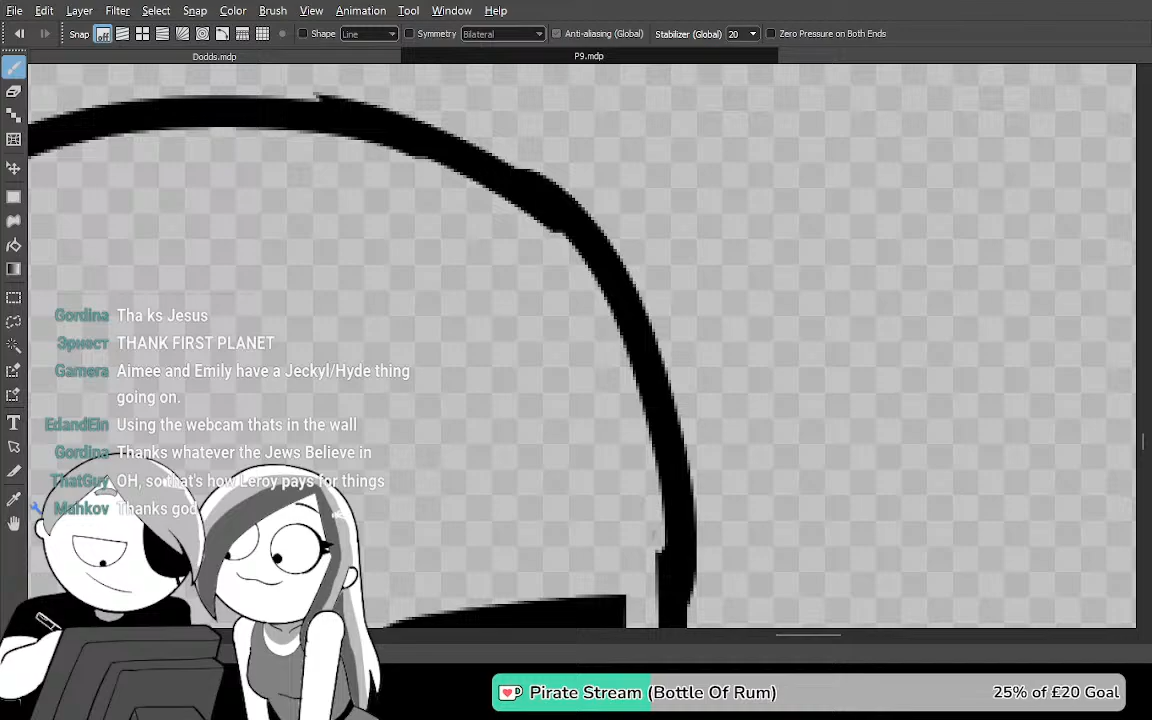 File Edit Layer Filter Select Snap Color Brush View Animation Tool Window Help
Snap off Shape Line Symmetry Bilateral Anti-aliasing (Global) Stabilizer (Global) 20 Zero Pressure on Both Ends
Dodds.mdp P9.mdp
Gordina Tha ks Jesus
Эрнест THANK FIRST PLANET
Gamera Aimee and Emily have a Jeckyl/Hyde thing
going on.
EdandEin Using the webcam thats in the wall
Gordina Thanks whatever the Jews Believe in
ThatGuy OH, so that's how Leroy pays for things
Mahkov Thanks god
Pirate Stream (Bottle Of Rum) 25% of £20 Goal